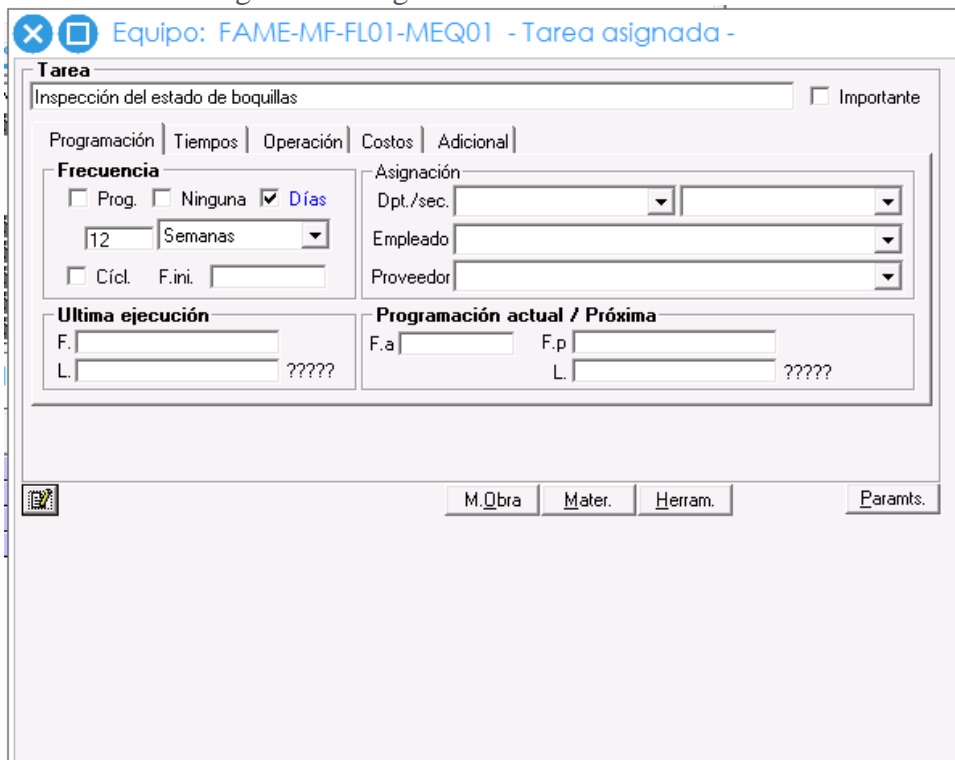 Equipo: FAME-MF-FL01-MEQ01 - Tarea asignada -
Tarea
Inspección del estado de boquillas
Importante
Programación Tiempos Operación Costos Adicional
Frecuencia
Prog. Ninguna Días
12 Semanas
Cícl. F.ini.
Asignación
Dpt./sec.
Empleado
Proveedor
Ultima ejecución
F.
L. ?????
Programación actual / Próxima
F.a F.p
L. ?????
M.Obra Mater. Herram. Paramts.